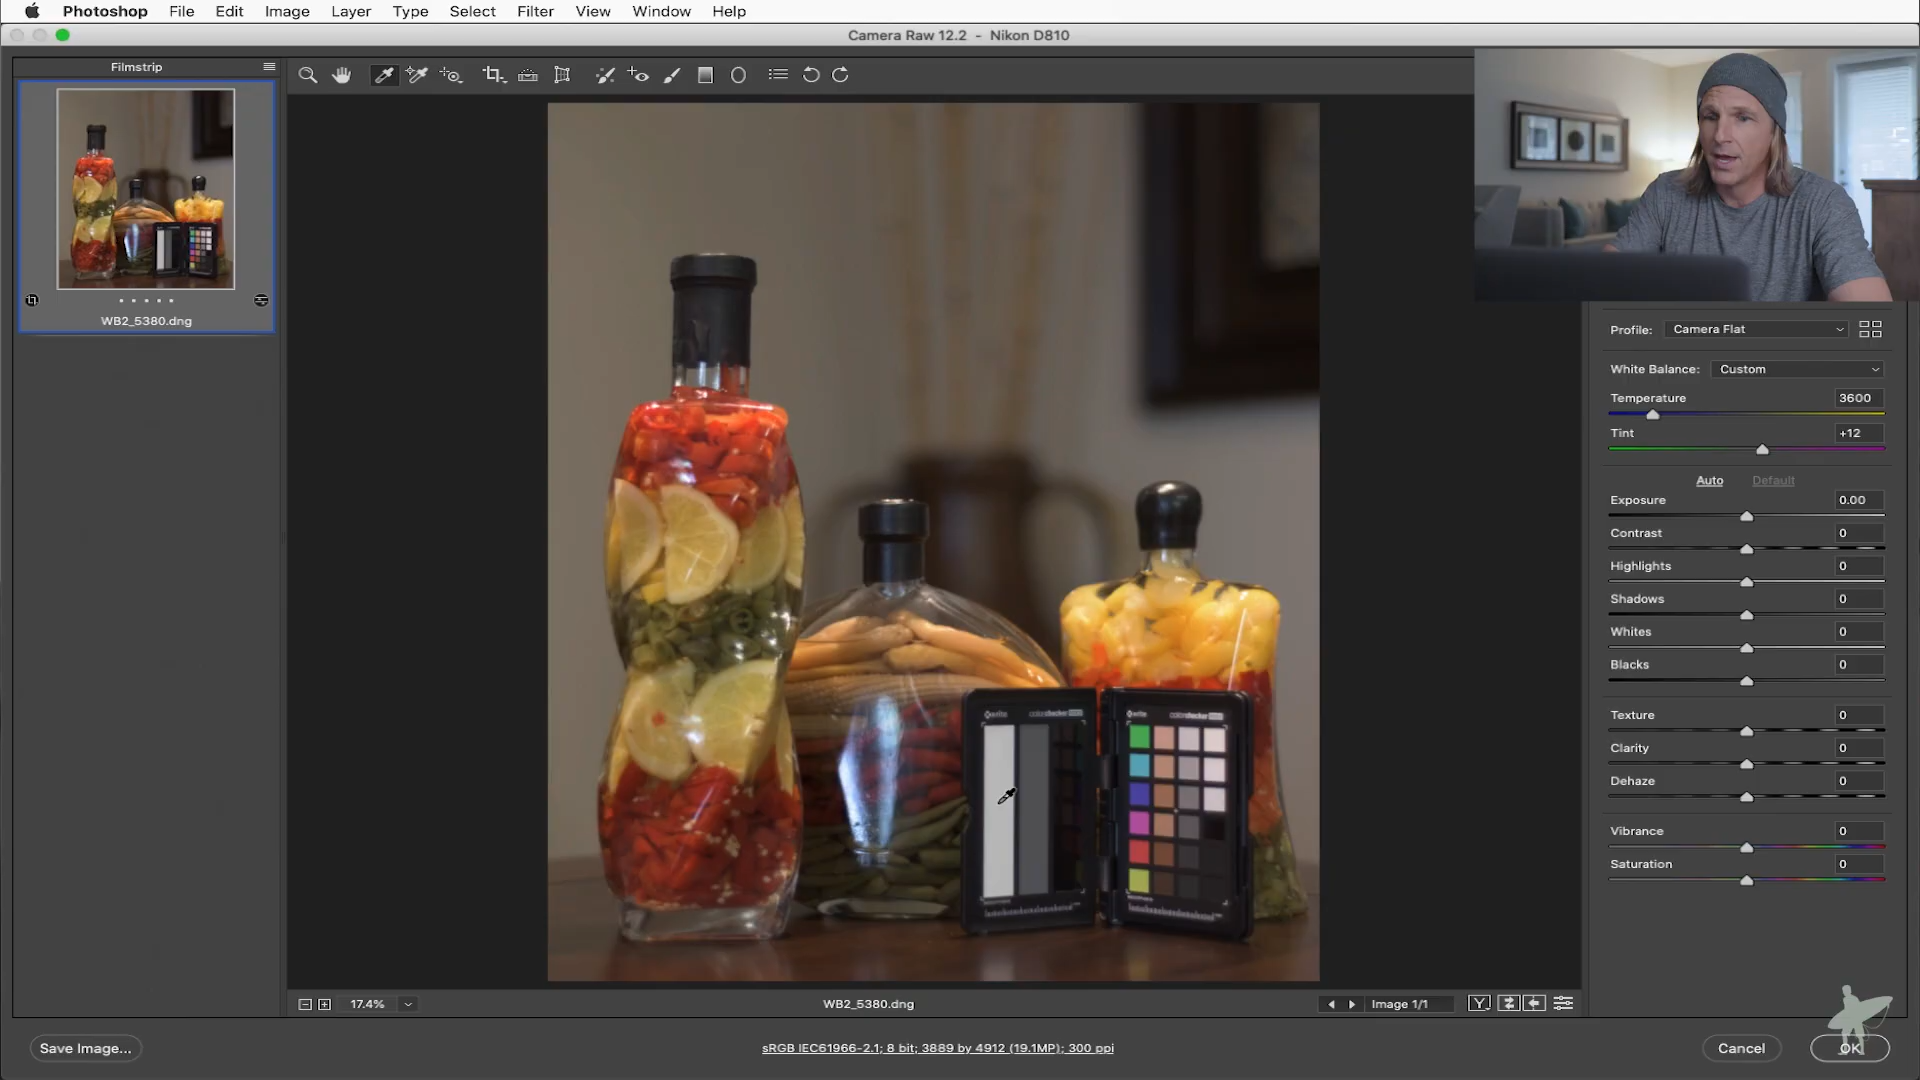 Photoshop File Edit Image Layer Type Select Filter View Window Help
Camera Raw 12.2 - Nikon D810
Filmstrip
WB2_5380.dng
Profile: Camera Flat
White Balance: Custom
Temperature 3600
Tint +12
Auto Default
Exposure 0.00
Contrast 0
Highlights 0
Shadows 0
Whites 0
Blacks 0
Texture 0
Clarity 0
Dehaze 0
Vibrance 0
Saturation 0
colorchecker
colorchecker
17.4%
WB2_5380.dng
Image 1/1
Y
Save Image...
sRGB IEC61966-2.1; 8 bit; 3889 by 4912 (19.1MP); 300 ppi
Cancel
OK